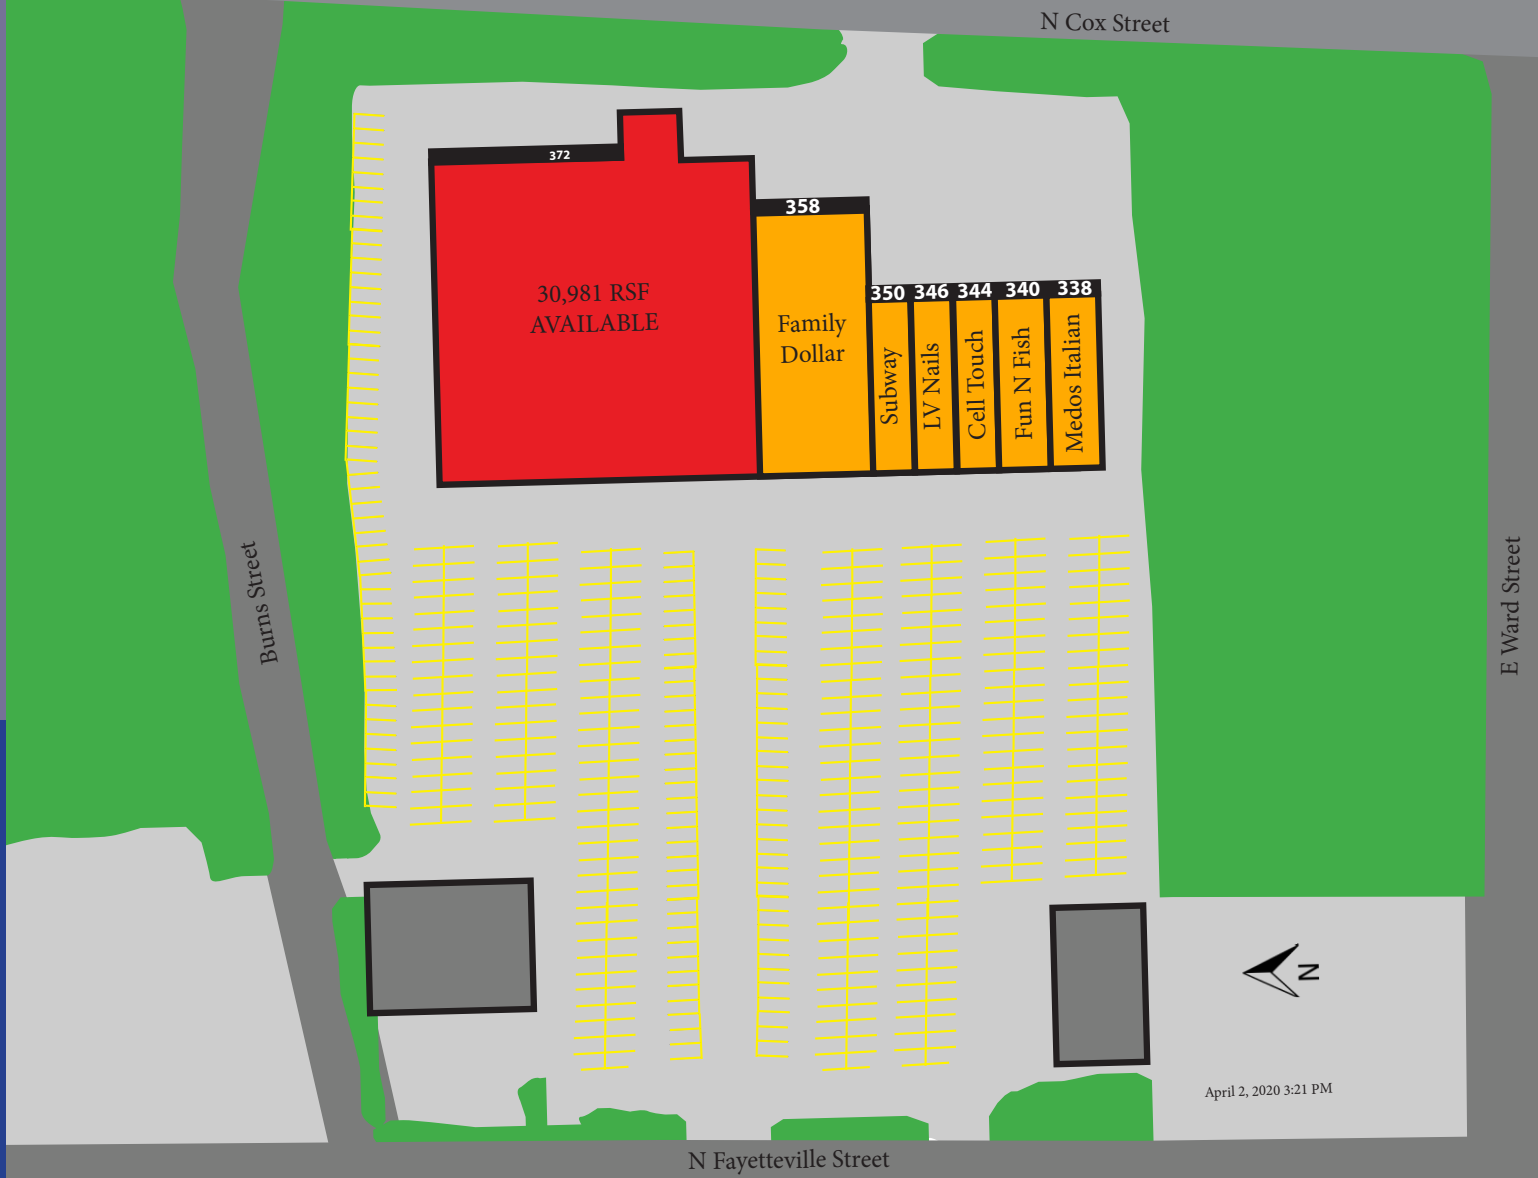 N Cox Street
372
358
30,981 RSF
AVAILABLE
Family
Dollar
350
346
344
340
338
Subway
LV Nails
Cell Touch
Fun N Fish
Medos Italian
Burns Street
E Ward Street
N
April 2, 2020 3:21 PM
N Fayetteville Street